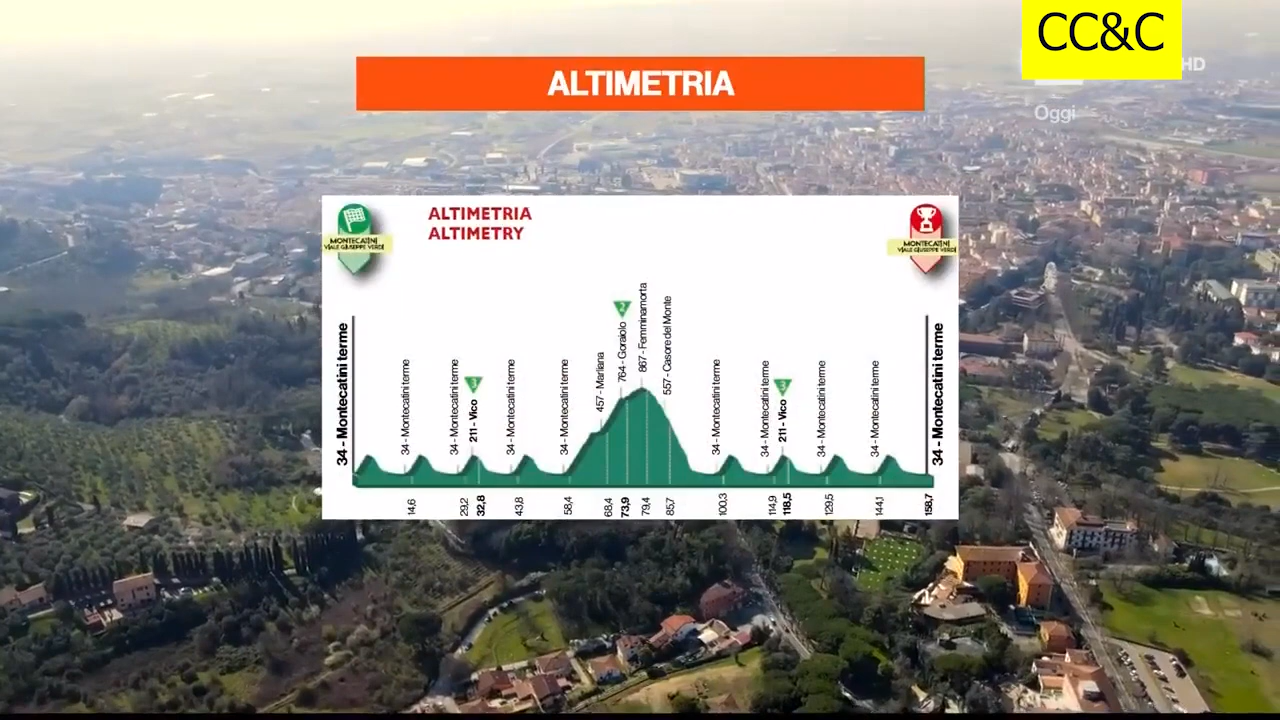 CC&C
HD
Oggi
ALTIMETRIA
ALTIMETRIA
ALTIMETRY
MONTECATINI
VIALE GIUSEPPE VERDI
MONTECATINI
VIALE GIUSEPPE VERDI
34 - Montecatini terme
34 - Montecatini terme
34 - Montecatini terme
3
211 - Vico
34 - Montecatini terme
34 - Montecatini terme
457 - Marliana
2
764 - Goraiolo
867 - Femminamorta
557 - Casore del Monte
34 - Montecatini terme
34 - Montecatini terme
3
211 - Vico
34 - Montecatini terme
34 - Montecatini terme
34 - Montecatini terme
14,6
29,2
32,8
43,8
58,4
68,4
73,9
79,4
85,7
100,3
114,9
118,5
129,5
144,1
158,7